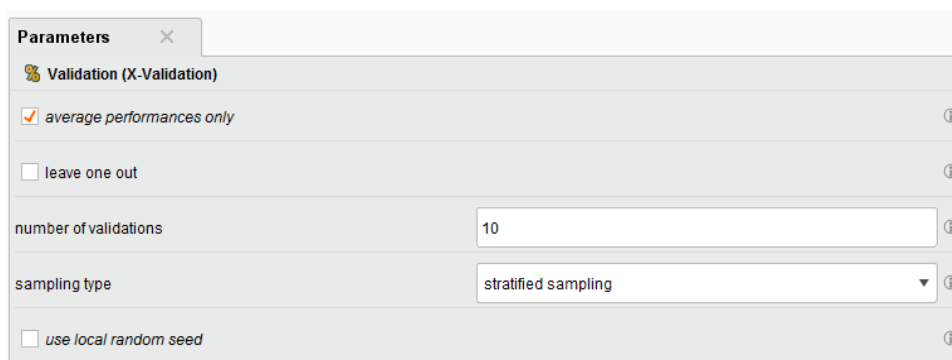 Parameters
Validation (X-Validation)
average performances only
leave one out
number of validations 10
sampling type stratified sampling
use local random seed